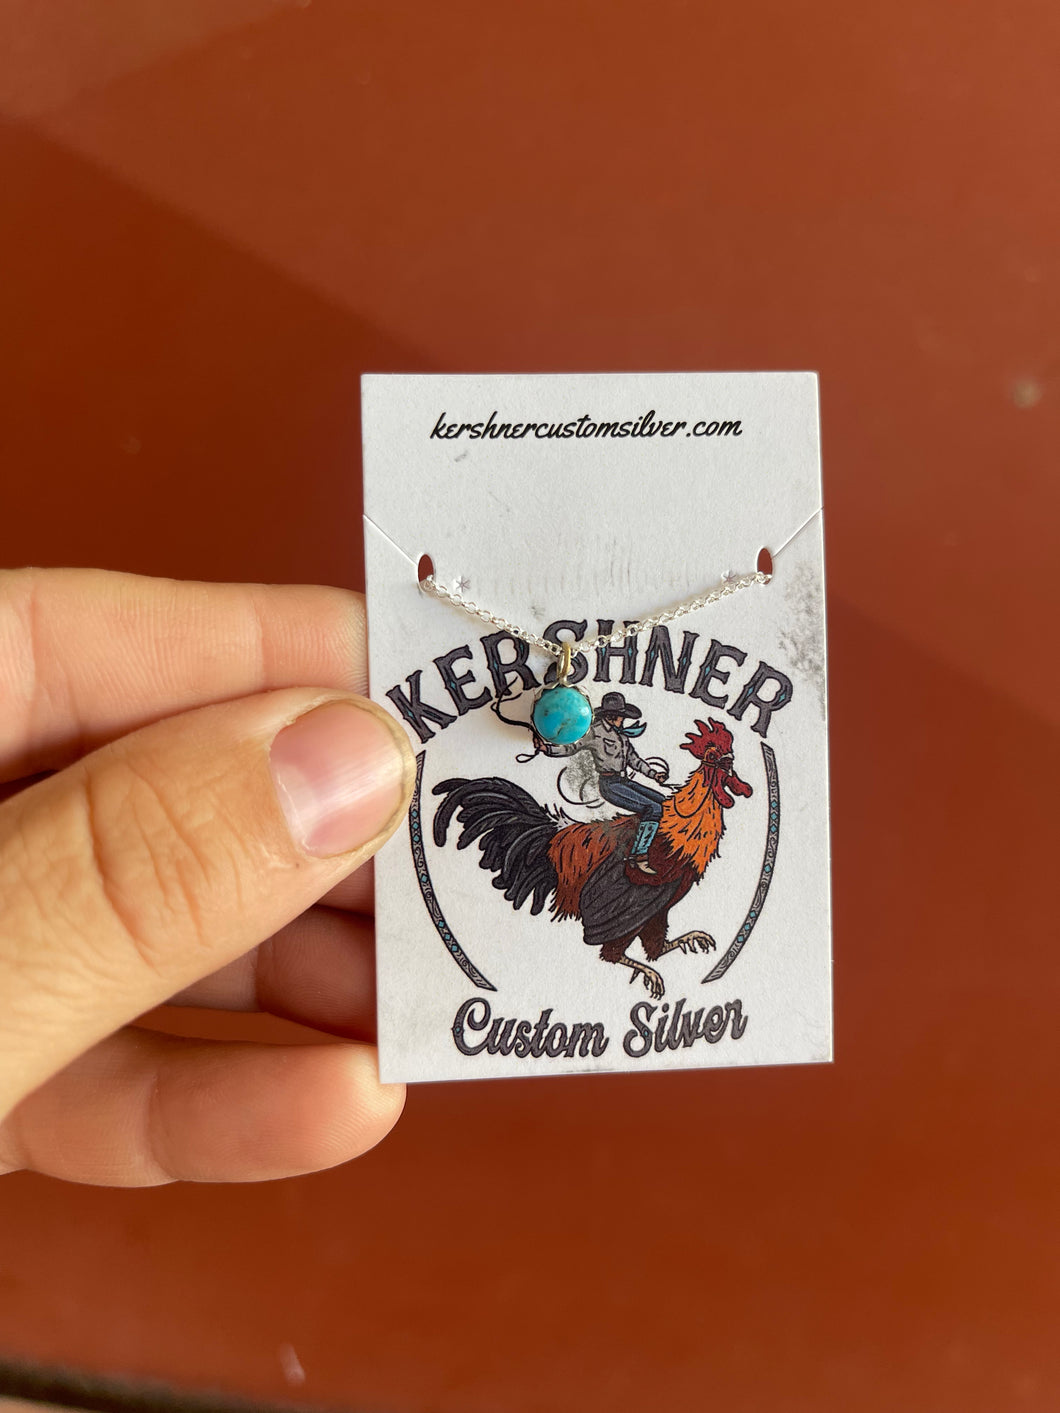 kershnercustomsilver.com
KERSHNER
Custom Silver